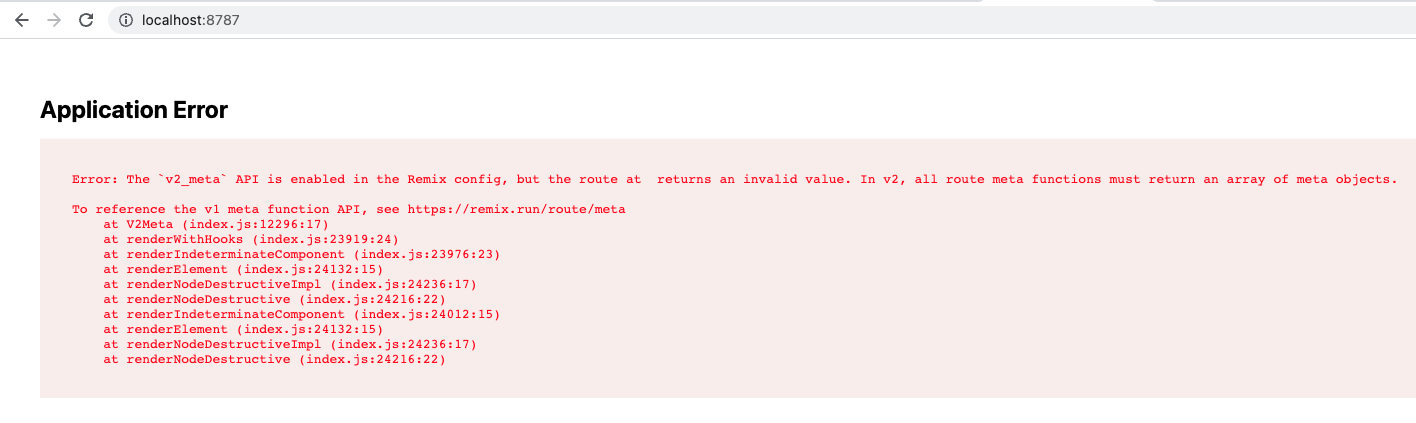 localhost:8787
Application Error
Error: The `v2_meta` API is enabled in the Remix config, but the route at  returns an invalid value. In v2, all route meta functions must return an array of meta objects.
To reference the v1 meta function API, see https://remix.run/route/meta
    at V2Meta (index.js:12296:17)
    at renderWithHooks (index.js:23919:24)
    at renderIndeterminateComponent (index.js:23976:23)
    at renderElement (index.js:24132:15)
    at renderNodeDestructiveImpl (index.js:24236:17)
    at renderNodeDestructive (index.js:24216:22)
    at renderIndeterminateComponent (index.js:24012:15)
    at renderElement (index.js:24132:15)
    at renderNodeDestructiveImpl (index.js:24236:17)
    at renderNodeDestructive (index.js:24216:22)